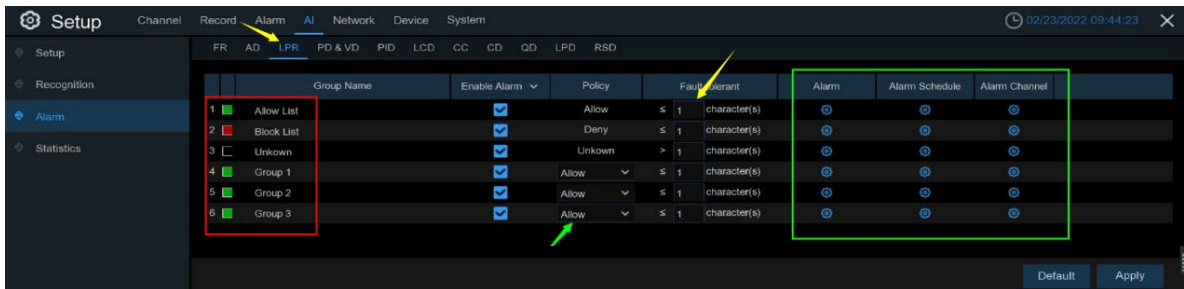 Setup Channel Record Alarm AI Network Device System 02/23/2022 09:44:23
Setup FR AD LPR PD & VD PID LCD CC CD QD LPD RSD
Recognition
Group Name Enable Alarm Policy Fault tolerant Alarm Alarm Schedule Alarm Channel
Alarm
1 Allow List Allow ≤ 1 character(s)
2 Block List Deny ≤ 1 character(s)
Statistics
3 Unkown Unkown > 1 character(s)
4 Group 1 Allow ≤ 1 character(s)
5 Group 2 Allow ≤ 1 character(s)
6 Group 3 Allow ≤ 1 character(s)
Default Apply